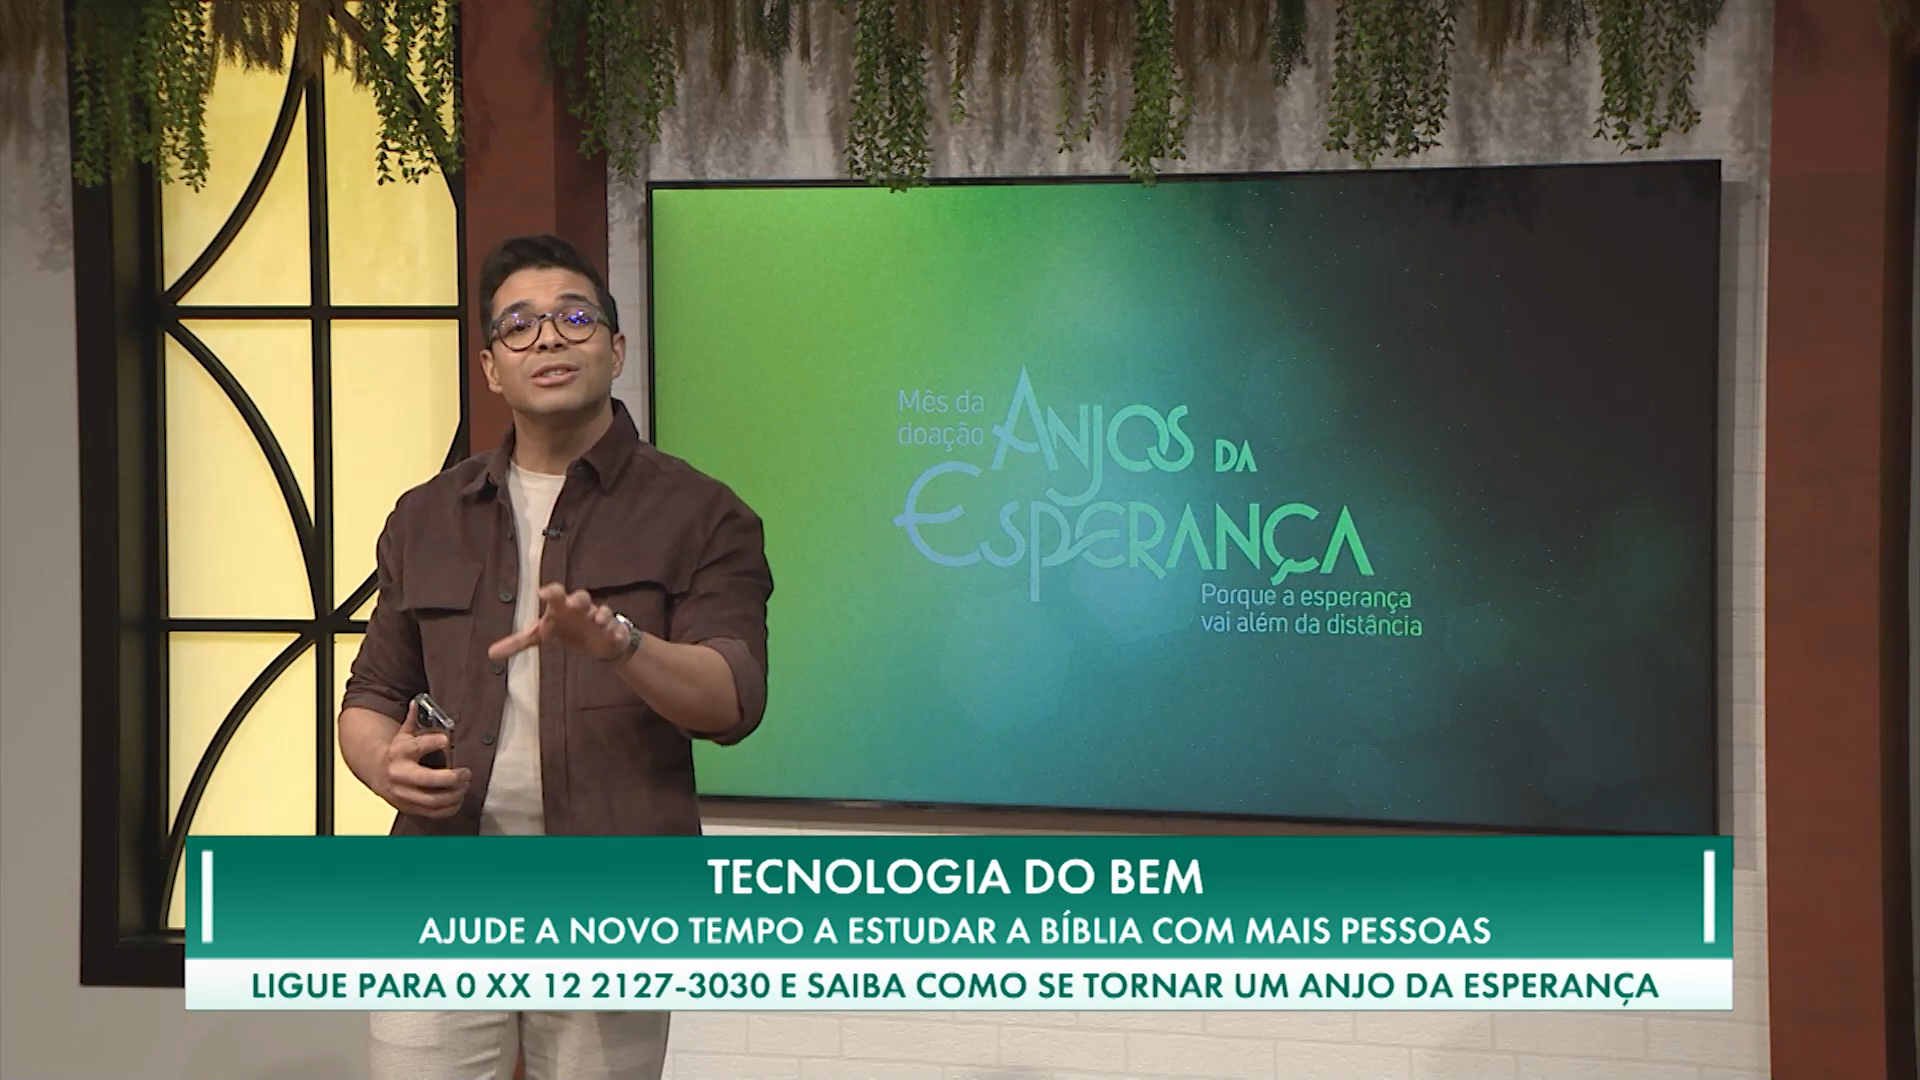 Mês da
doação
ANJOS DA
ESPERANÇA
Porque a esperança
vai além da distância
TECNOLOGIA DO BEM
AJUDE A NOVO TEMPO A ESTUDAR A BÍBLIA COM MAIS PESSOAS
LIGUE PARA 0 XX 12 2127-3030 E SAIBA COMO SE TORNAR UM ANJO DA ESPERANÇA